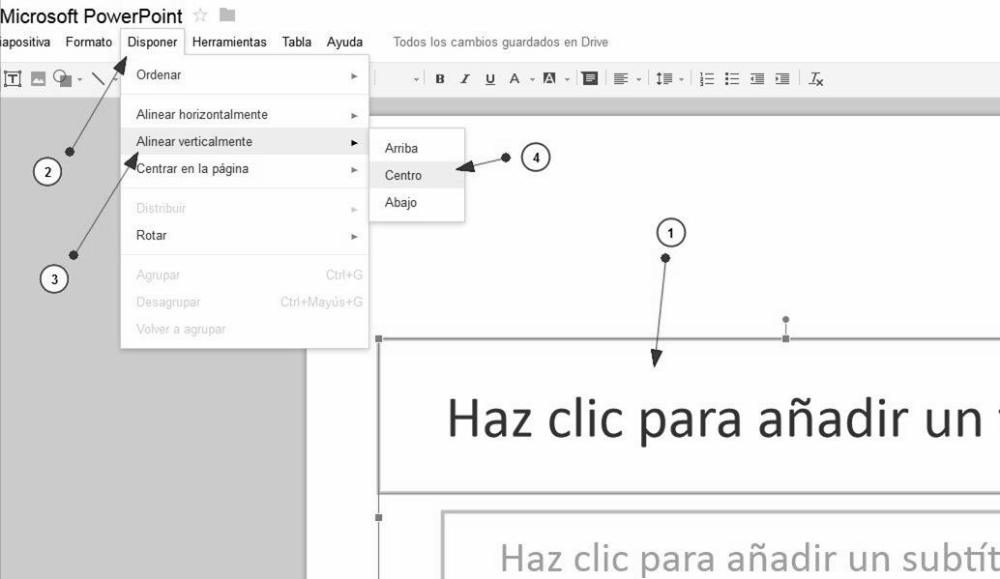 Microsoft PowerPoint
iapositiva Formato Disponer Herramientas Tabla Ayuda Todos los cambios guardados en Drive
T B I U A A Tx
Ordenar
Alinear horizontalmente
Alinear verticalmente
Centrar en la página
Distribuir
Rotar
Agrupar Ctrl+G
Desagrupar Ctrl+Mayús+G
Volver a agrupar
Arriba
Centro
Abajo
2
3
4
1
Haz clic para añadir un
Haz clic para añadir un subtít